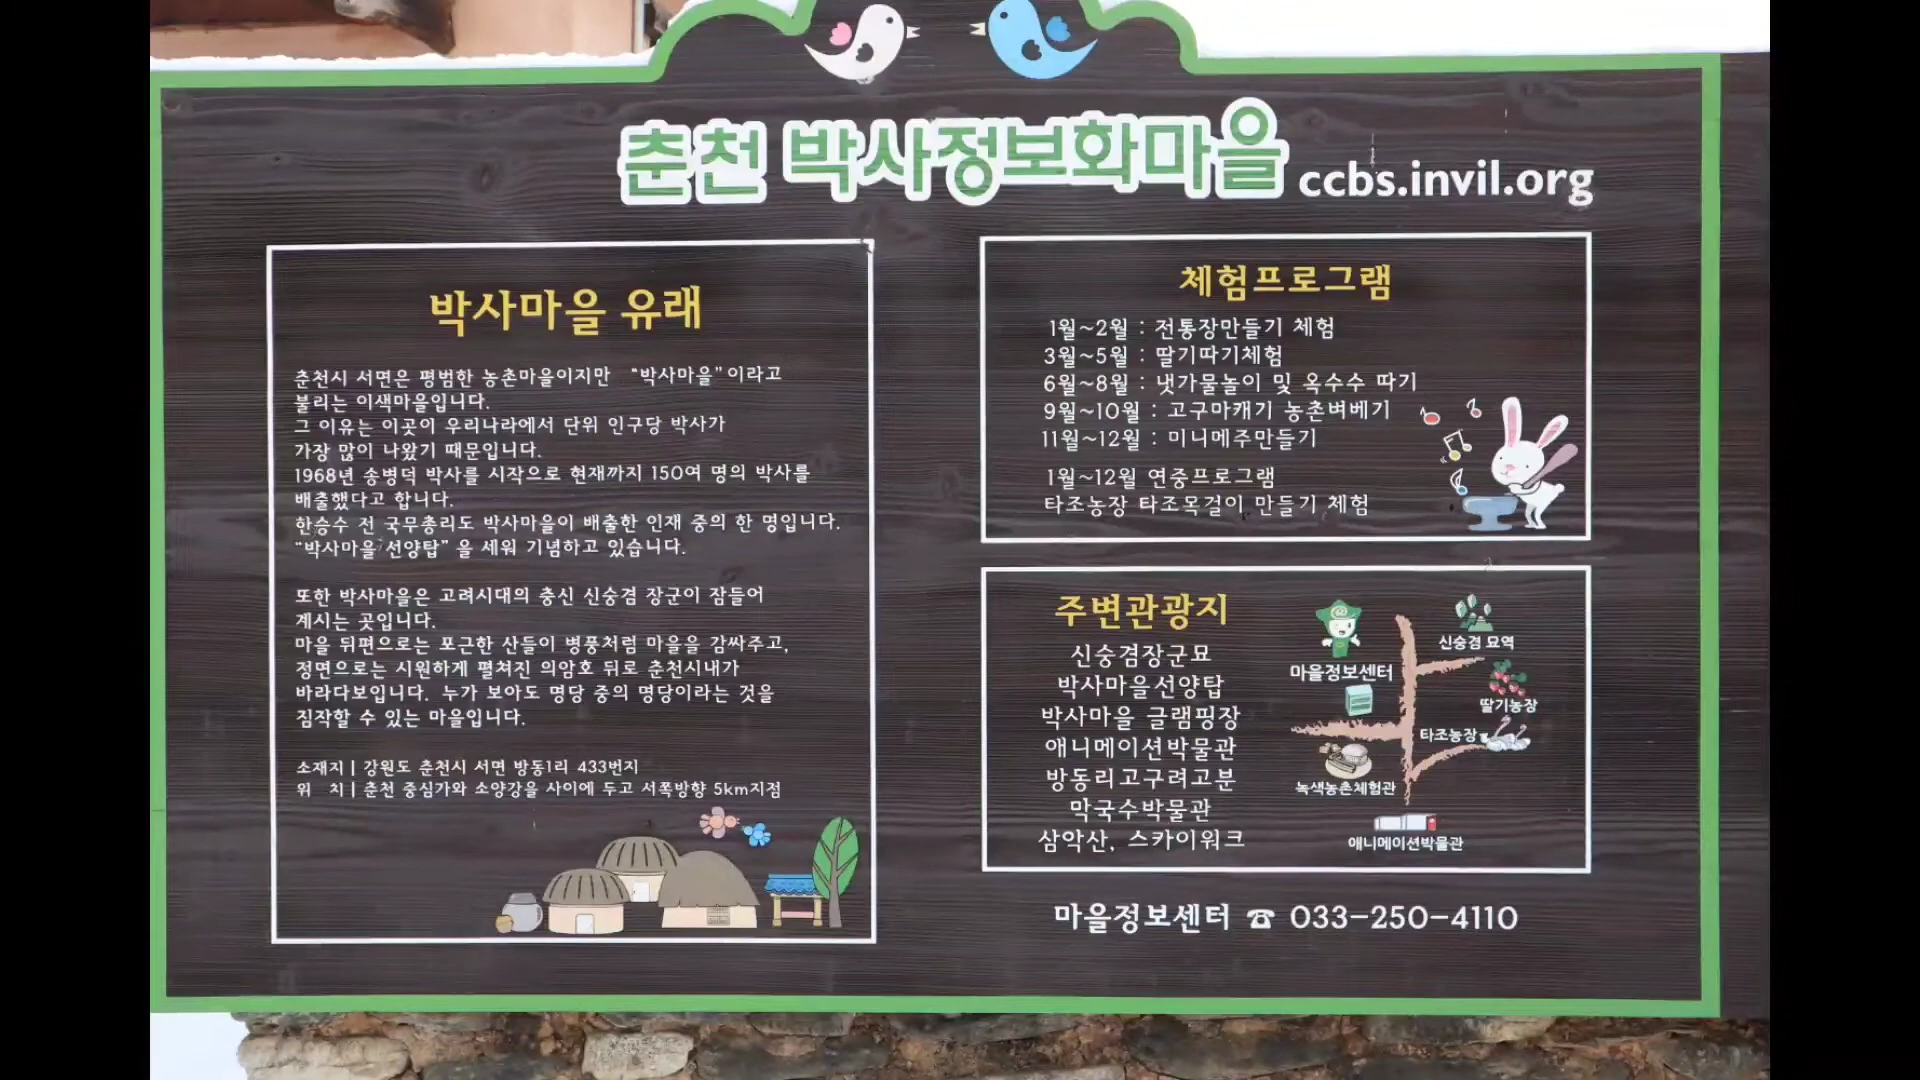 춘천 박사정보화마을 ccbs.invil.org
박사마을 유래
춘천시 서면은 평범한 농촌마을이지만 “박사마을”이라고
불리는 이색마을입니다.
그 이유는 이곳이 우리나라에서 단위 인구당 박사가
가장 많이 나왔기 때문입니다.
1968년 송병덕 박사를 시작으로 현재까지 150여 명의 박사를
배출했다고 합니다.
한승수 전 국무총리도 박사마을이 배출한 인재 중의 한 명입니다.
“박사마을 선양탑” 을 세워 기념하고 있습니다.
또한 박사마을은 고려시대의 충신 신숭겸 장군이 잠들어
계시는 곳입니다.
마을 뒤편으로는 포근한 산들이 병풍처럼 마을을 감싸주고,
정면으로는 시원하게 펼쳐진 의암호 뒤로 춘천시내가
바라다보입니다. 누가 보아도 명당 중의 명당이라는 것을
짐작할 수 있는 마을입니다.
소재지 | 강원도 춘천시 서면 방동1리 433번지
위 치 | 춘천 중심가와 소양강을 사이에 두고 서쪽방향 5km지점
체험프로그램
1월~2월 : 전통장만들기 체험
3월~5월 : 딸기따기체험
6월~8월 : 냇가물놀이 및 옥수수 따기
9월~10월 : 고구마캐기 농촌벼베기
11월~12월 : 미니메주만들기
1월~12월 연중프로그램
타조농장 타조목걸이 만들기 체험
주변관광지
신숭겸장군묘
박사마을선양탑
박사마을 글램핑장
애니메이션박물관
방동리고구려고분
막국수박물관
삼악산, 스카이워크
신숭겸 묘역
마을정보센터
딸기농장
타조농장
녹색농촌체험관
애니메이션박물관
마을정보센터 ☎ 033-250-4110